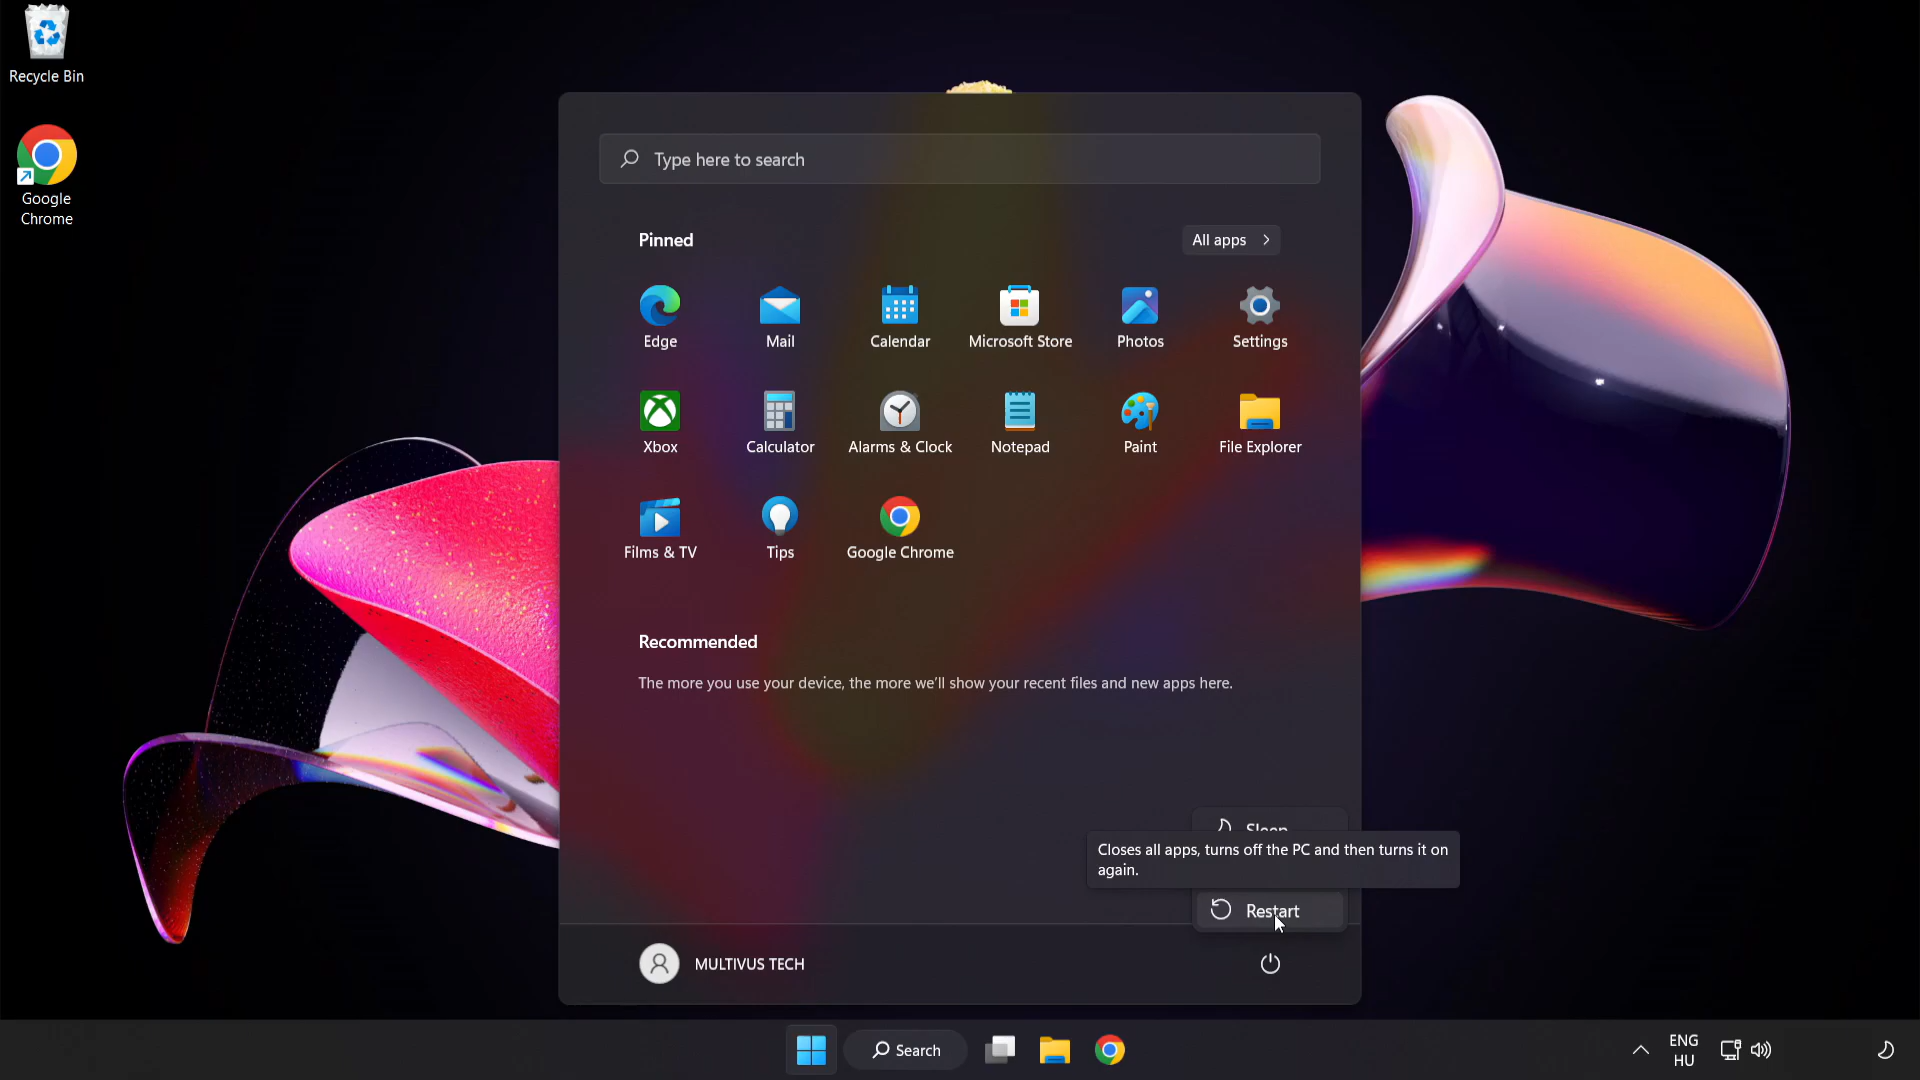 Recycle Bin
Google
Chrome
Type here to search
Pinned
All apps
Edge
Mail
Calendar
Microsoft Store
Photos
Settings
Xbox
Calculator
Alarms & Clock
Notepad
Paint
File Explorer
Films & TV
Tips
Google Chrome
Recommended
The more you use your device, the more we'll show your recent files and new apps here.
Sleep
Closes all apps, turns off the PC and then turns it on
again.
Restart
MULTIVUS TECH
Search
ENG
HU